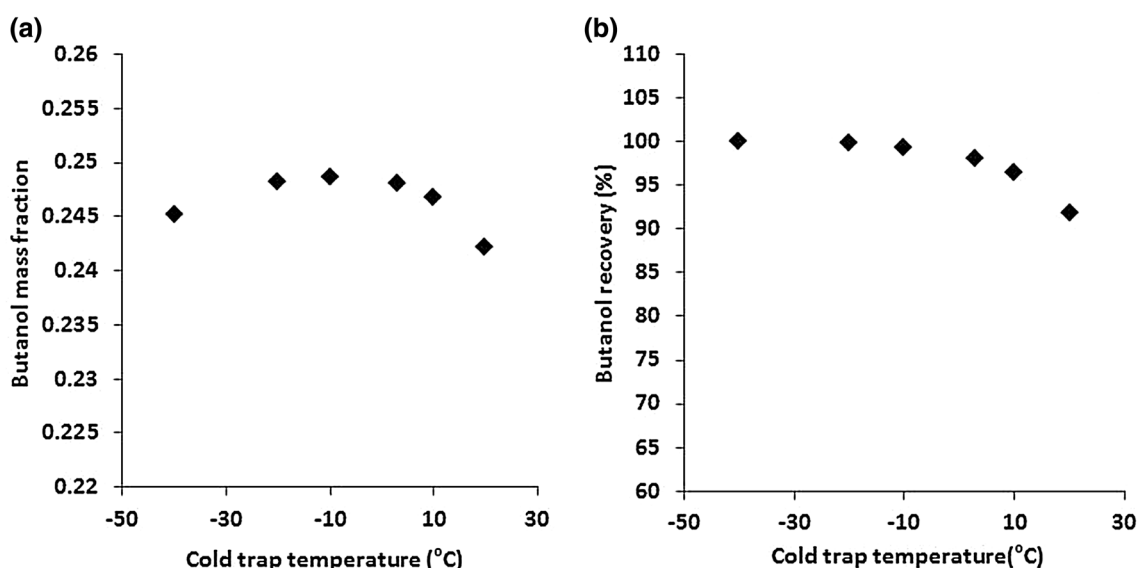 (a)
0.26
0.255
0.25
0.245
0.24
0.235
0.23
0.225
0.22
Butanol mass fraction
-50 -30 -10 10 30
Cold trap temperature (°C)
(b)
110
105
100
95
90
85
80
75
70
65
60
Butanol recovery (%)
-50 -30 -10 10 30
Cold trap temperature(°C)